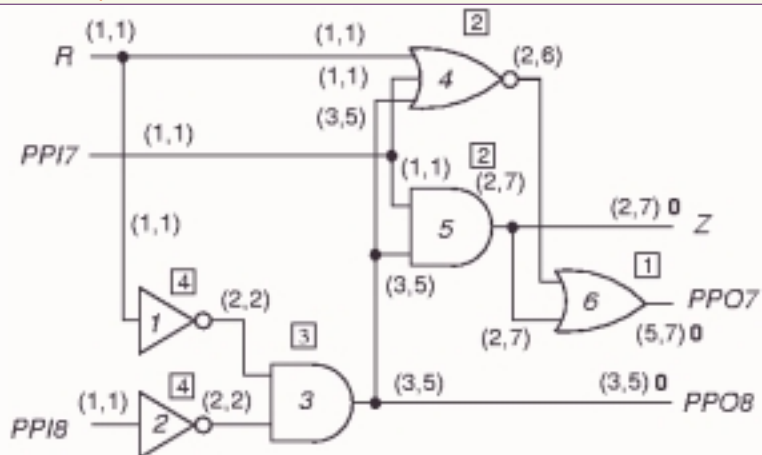 (1,1) (1,1) 2 (2,6)
R 4
(1,1)
(3,5)
(1,1) 2
PPI7 (1,1) (2,7)
(2,7) 0
5 Z
(1,1)
4 (3,5) 1
1 (2,2) 6 PPO7
3 (2,7) (5,7) 0
4
(1,1) (2,2) 3 (3,5) (3,5) 0
PPI8 2 PPO8